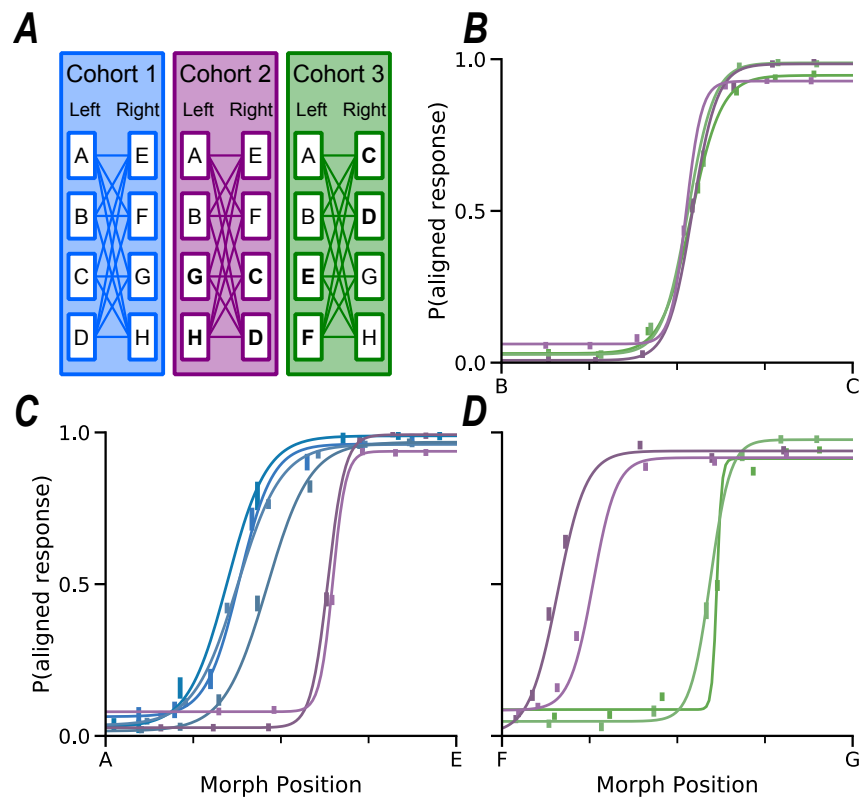 A
Cohort 1 Cohort 2 Cohort 3
Left Right Left Right Left Right
A E A E A C
B F B F B D
C G G C E G
D H H D F H
B
P(aligned response)
1.0
0.5
0.0
B C
C
P(aligned response)
1.0
0.5
0.0
A E
Morph Position
D
F G
Morph Position